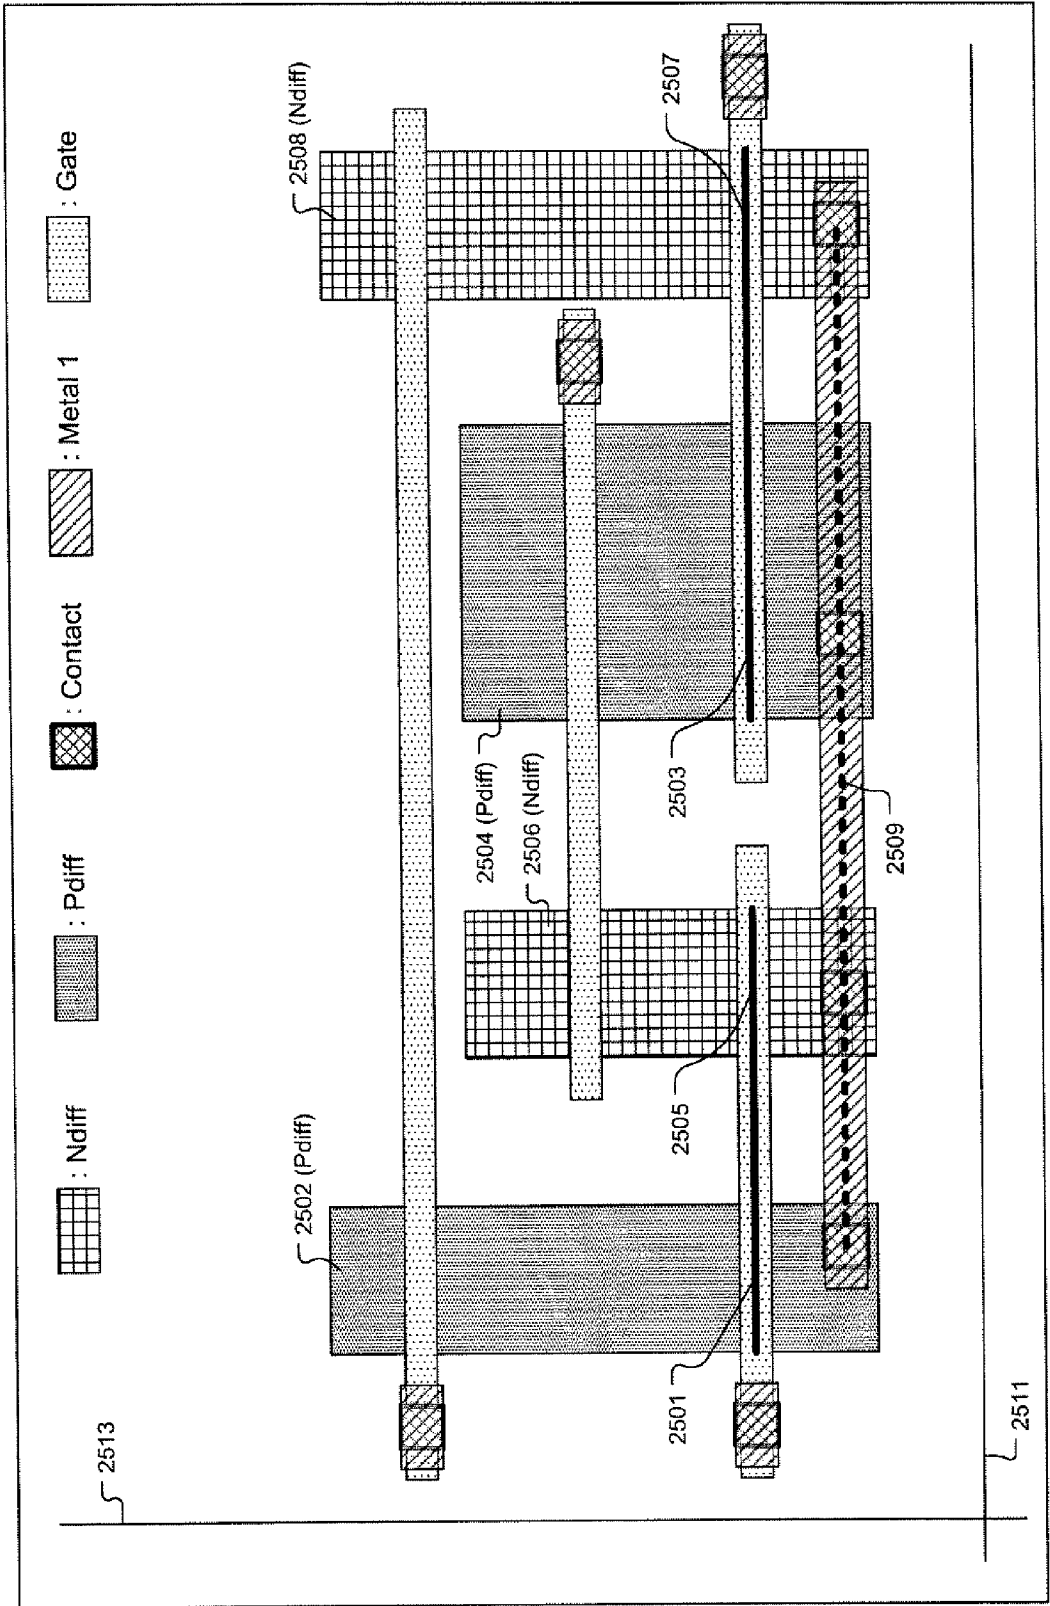 : Ndiff
: Pdiff
: Contact
: Metal 1
: Gate
2513
2502 (Pdiff)
2504 (Pdiff)
2506 (Ndiff)
2508 (Ndiff)
2501
2505
2503
2507
2509
2511